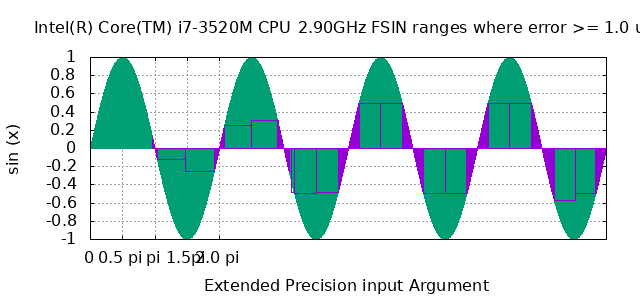 Intel(R) Core(TM) i7-3520M CPU 2.90GHz FSIN ranges where error >= 1.0 u
1
0.8
0.6
0.4
0.2
0
-0.2
-0.4
-0.6
-0.8
-1
sin (x)
0 0.5 pi pi 1.5pi 2.0 pi
Extended Precision input Argument